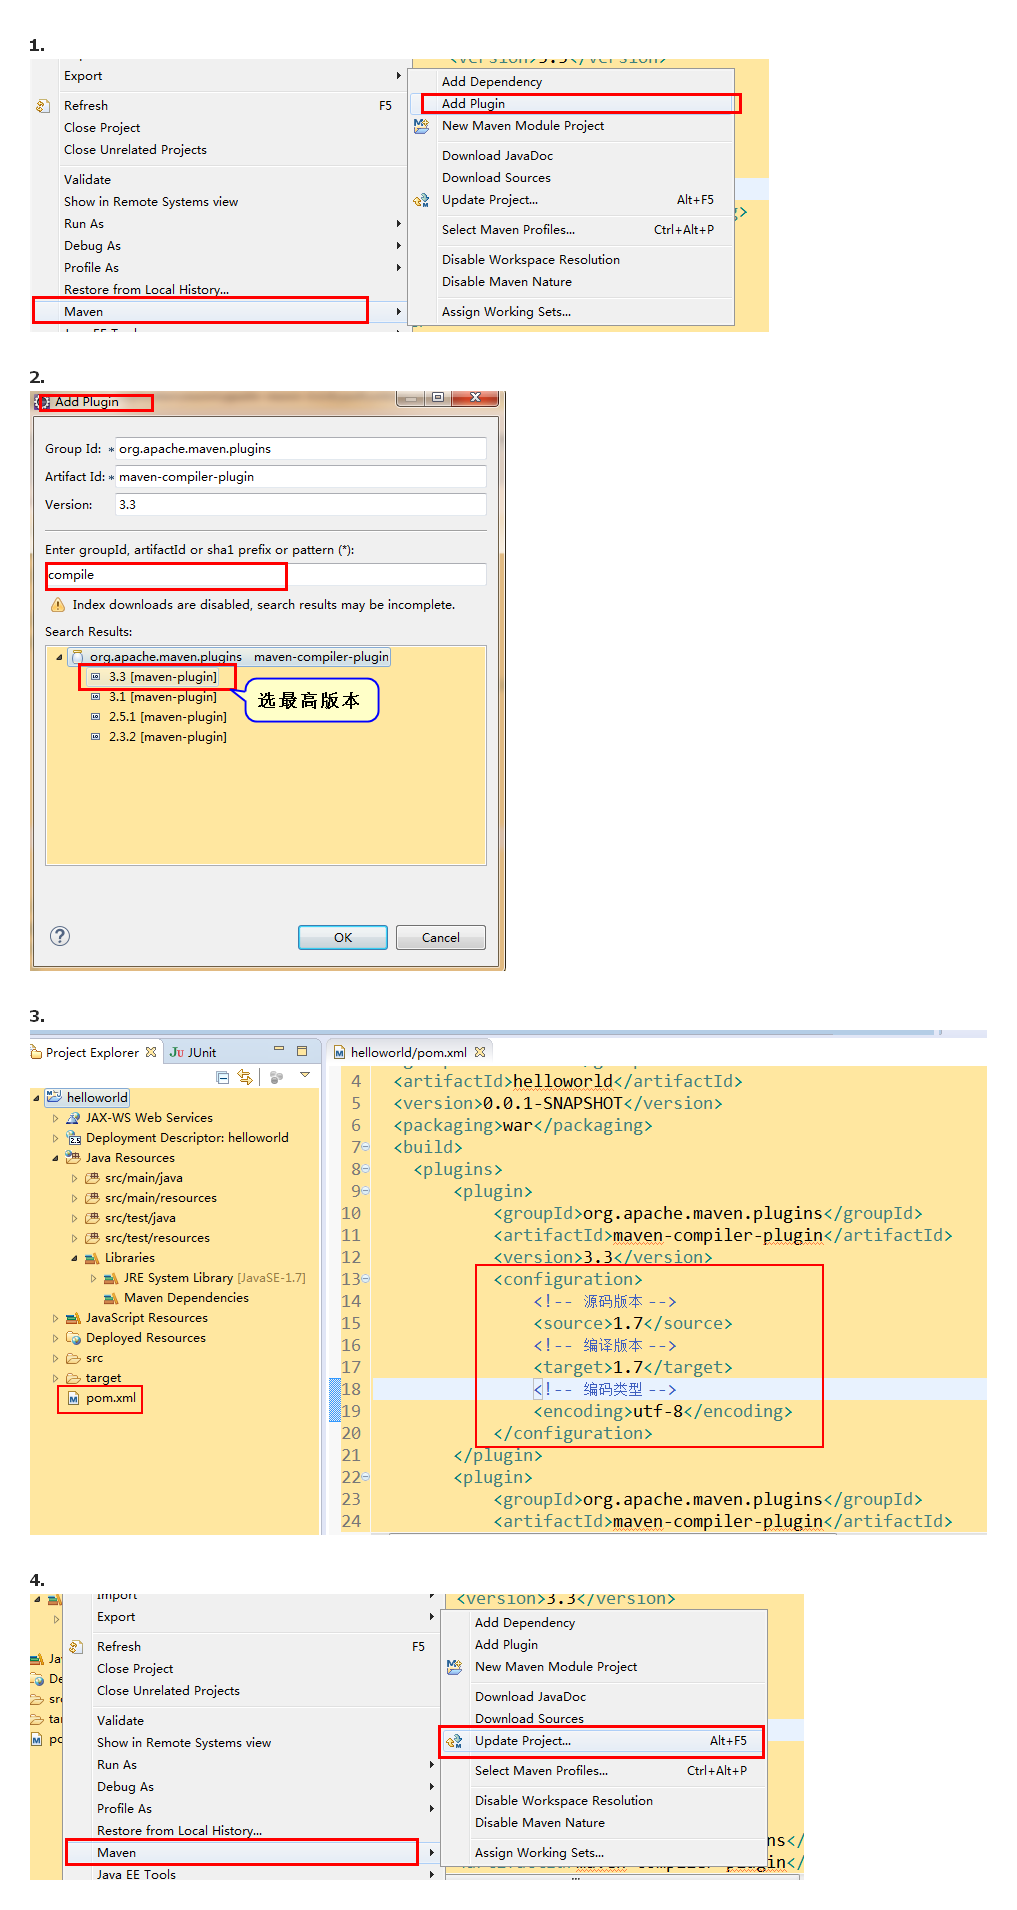 1.
<version>3.3</version>
Export
Refresh F5
Close Project
Close Unrelated Projects
Validate
Show in Remote Systems view
Run As
Debug As
Profile As
Restore from Local History...
Maven
Java EE Tools
Add Dependency
Add Plugin
New Maven Module Project
Download JavaDoc
Download Sources
Update Project... Alt+F5
Select Maven Profiles... Ctrl+Alt+P
Disable Workspace Resolution
Disable Maven Nature
Assign Working Sets...
2.
Add Plugin
Group Id: * org.apache.maven.plugins
Artifact Id: * maven-compiler-plugin
Version: 3.3
Enter groupId, artifactId or sha1 prefix or pattern (*):
compile
Index downloads are disabled, search results may be incomplete.
Search Results:
org.apache.maven.plugins maven-compiler-plugin
3.3 [maven-plugin]
3.1 [maven-plugin]
2.5.1 [maven-plugin]
2.3.2 [maven-plugin]
选最高版本
OK Cancel
3.
Project Explorer JUnit
helloworld
JAX-WS Web Services
Deployment Descriptor: helloworld
Java Resources
src/main/java
src/main/resources
src/test/java
src/test/resources
Libraries
JRE System Library [JavaSE-1.7]
Maven Dependencies
JavaScript Resources
Deployed Resources
src
target
pom.xml
helloworld/pom.xml
4 <artifactId>helloworld</artifactId>
5 <version>0.0.1-SNAPSHOT</version>
6 <packaging>war</packaging>
7 <build>
8 <plugins>
9 <plugin>
10 <groupId>org.apache.maven.plugins</groupId>
11 <artifactId>maven-compiler-plugin</artifactId>
12 <version>3.3</version>
13 <configuration>
14 <!-- 源码版本 -->
15 <source>1.7</source>
16 <!-- 编译版本 -->
17 <target>1.7</target>
18 <!-- 编码类型 -->
19 <encoding>utf-8</encoding>
20 </configuration>
21 </plugin>
22 <plugin>
23 <groupId>org.apache.maven.plugins</groupId>
24 <artifactId>maven-compiler-plugin</artifactId>
4.
<version>3.3</version>
Import
Export
Refresh F5
Close Project
Close Unrelated Projects
Validate
Show in Remote Systems view
Run As
Debug As
Profile As
Restore from Local History...
Maven
Java EE Tools
Add Dependency
Add Plugin
New Maven Module Project
Download JavaDoc
Download Sources
Update Project... Alt+F5
Select Maven Profiles... Ctrl+Alt+P
Disable Workspace Resolution
Disable Maven Nature
Assign Working Sets...